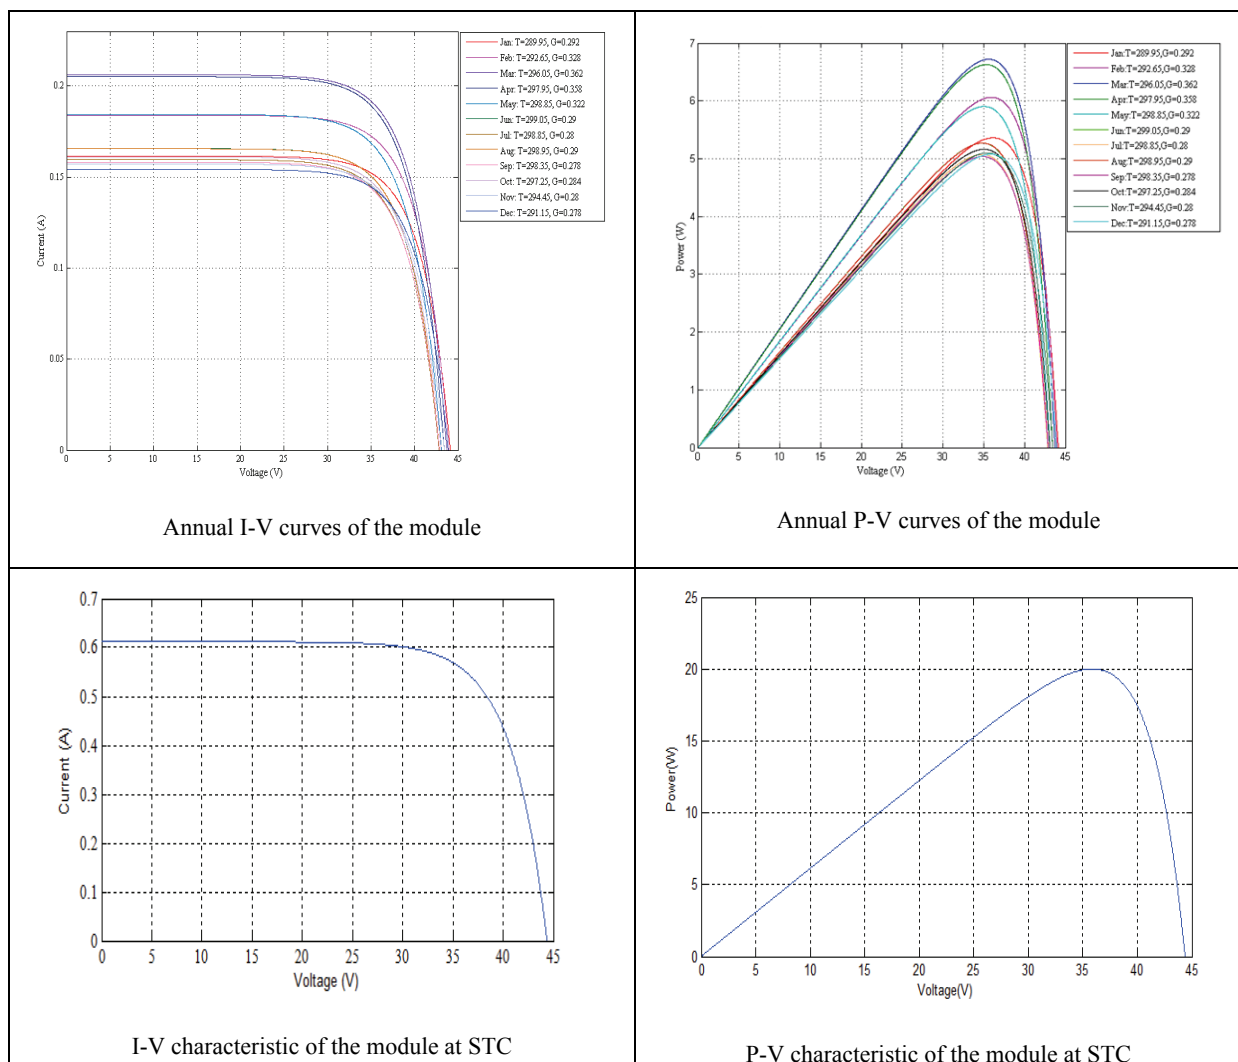 0.2
0.15
0.1
0.05
0
Current (A)
0 5 10 15 20 25 30 35 40 45
Voltage (V)
Jan: T=289.95, G=0.292
Feb: T=292.65, G=0.328
Mar: T=296.05, G=0.362
Apr: T=297.95, G=0.358
May: T=298.85, G=0.322
Jun: T=299.05, G=0.29
Jul: T=298.85, G=0.28
Aug: T=298.95, G=0.29
Sep: T=298.35, G=0.278
Oct: T=297.25, G=0.284
Nov: T=294.45, G=0.28
Dec: T=291.15, G=0.278
Annual I-V curves of the module
7
6
5
4
3
2
1
0
Power (W)
0 5 10 15 20 25 30 35 40 45
Voltage (V)
Jan:T=289.95,G=0.292
Feb:T=292.65,G=0.328
Mar:T=296.05,G=0.362
Apr:T=297.95,G=0.358
May:T=298.85,G=0.322
Jun:T=299.05,G=0.29
Jul:T=298.85,G=0.28
Aug:T=298.95,G=0.29
Sep:T=298.35,G=0.278
Oct:T=297.25,G=0.284
Nov:T=294.45,G=0.28
Dec:T=291.15,G=0.278
Annual P-V curves of the module
0.7
0.6
0.5
0.4
0.3
0.2
0.1
0
Current (A)
0 5 10 15 20 25 30 35 40 45
Voltage (V)
I-V characteristic of the module at STC
25
20
15
10
5
0
Power(W)
0 5 10 15 20 25 30 35 40 45
Voltage(V)
P-V characteristic of the module at STC